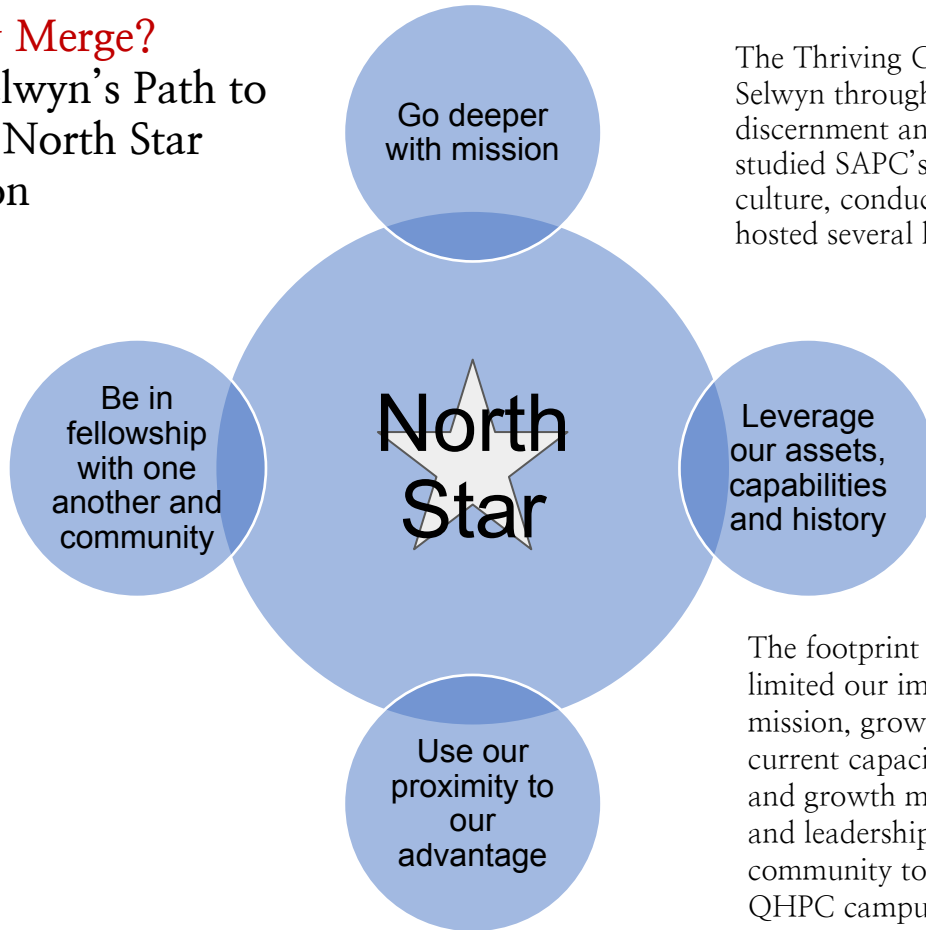 Merge?
lwyn’s Path to
North Star
on
Go deeper
with mission
The Thriving C
Selwyn through
discernment an
studied SAPC’s
culture, conduc
hosted several
Be in
fellowship
with one
another and
community
North
Star
Leverage
our assets,
capabilities
and history
Use our
proximity to
our
advantage
The footprint
limited our im
mission, grow
current capaci
and growth m
and leadership
community to
QHPC campu